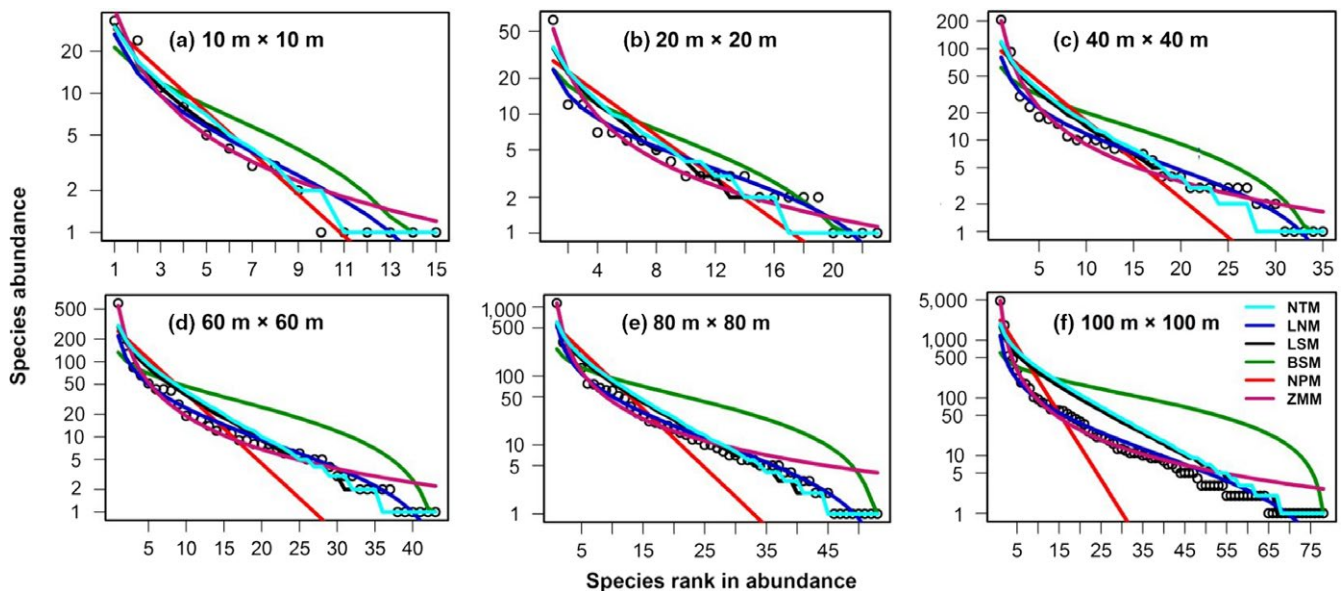 (a) 10 m × 10 m
(b) 20 m × 20 m
(c) 40 m × 40 m
20
10
5
2
1
1 3 5 7 9 11 13 15
50
20
10
5
2
1
4 8 12 16 20
200
100
50
20
10
5
2
1
5 10 15 20 25 30 35
Species abundance
(d) 60 m × 60 m
(e) 80 m × 80 m
(f) 100 m × 100 m
500
200
100
50
20
10
5
2
1
5 10 15 20 25 30 40
1,000
500
100
50
10
5
1
5 15 25 35 45
5,000
1,000
500
100
50
10
5
1
5 15 25 35 45 55 65 75
NTM
LNM
LSM
BSM
NPM
ZMM
Species rank in abundance